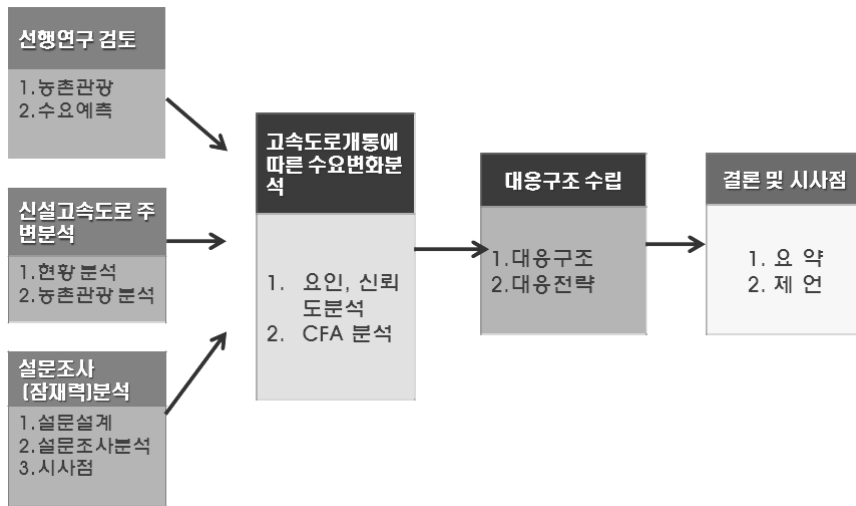 선행연구 검토
1.농촌관광
2.수요예측
신설고속도로 주
변분석
1.현황 분석
2.농촌관광 분석
설문조사
(잠재력)분석
1.설문설계
2.설문조사분석
3.시사점
고속도로개통에
따른 수요변화분
석
1. 요인, 신뢰
도분석
2. CFA 분석
대응구조 수립
1.대응구조
2.대응전략
결론 및 시사점
1. 요 약
2. 제 언